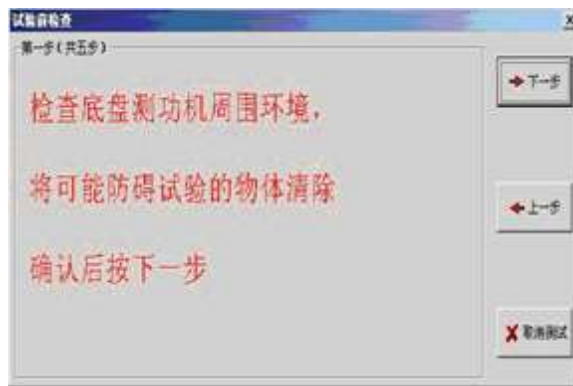 试验前检查
第一步(共五步)
检查底盘测功机周围环境，
将可能防碍试验的物体清除
确认后按下一步
下一步
上一步
取消测试